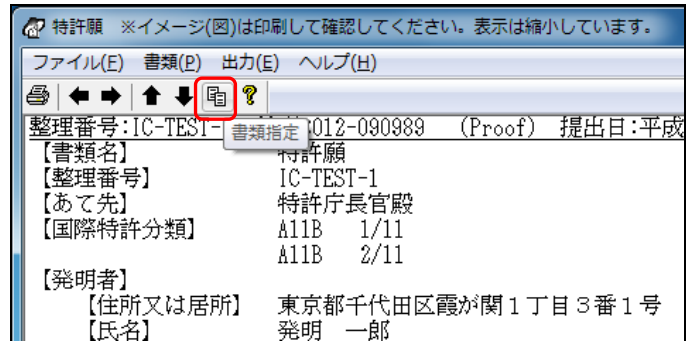 特許願 ※イメージ(図)は印刷して確認してください。表示は縮小しています。
ファイル(F) 書類(P) 出力(E) ヘルプ(H)
整理番号:IC-TEST- 012-090989 (Proof) 提出日:平成
書類指定
【書類名】 特許願
【整理番号】 IC-TEST-1
【あて先】 特許庁長官殿
【国際特許分類】 A11B 1/11
A11B 2/11
【発明者】
【住所又は居所】 東京都千代田区霞が関1丁目3番1号
【氏名】 発明 一郎